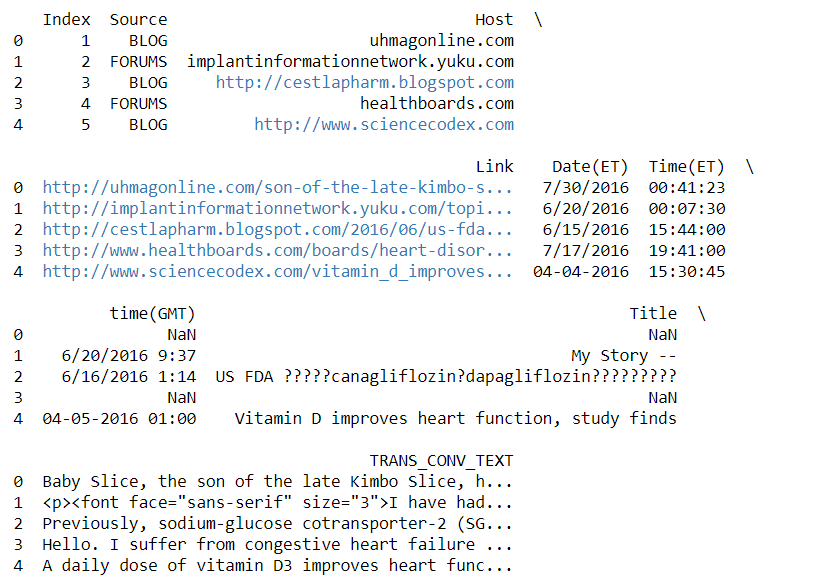 Index Source Host \
0 1 BLOG uhmagonline.com
1 2 FORUMS implantinformationnetwork.yuku.com
2 3 BLOG http://cestlapharm.blogspot.com
3 4 FORUMS healthboards.com
4 5 BLOG http://www.sciencecodex.com
Link Date(ET) Time(ET) \
0 http://uhmagonline.com/son-of-the-late-kimbo-s... 7/30/2016 00:41:23
1 http://implantinformationnetwork.yuku.com/topi... 6/20/2016 00:07:30
2 http://cestlapharm.blogspot.com/2016/06/us-fda... 6/15/2016 15:44:00
3 http://www.healthboards.com/boards/heart-disor... 7/17/2016 19:41:00
4 http://www.sciencecodex.com/vitamin_d_improves... 04-04-2016 15:30:45
time(GMT) Title \
0 NaN NaN
1 6/20/2016 9:37 My Story --
2 6/16/2016 1:14 US FDA ?????canagliflozin?dapagliflozin?????????
3 NaN NaN
4 04-05-2016 01:00 Vitamin D improves heart function, study finds
TRANS_CONV_TEXT
0 Baby Slice, the son of the late Kimbo Slice, h...
1 <p><font face="sans-serif" size="3">I have had...
2 Previously, sodium-glucose cotransporter-2 (SG...
3 Hello. I suffer from congestive heart failure ...
4 A daily dose of vitamin D3 improves heart func...